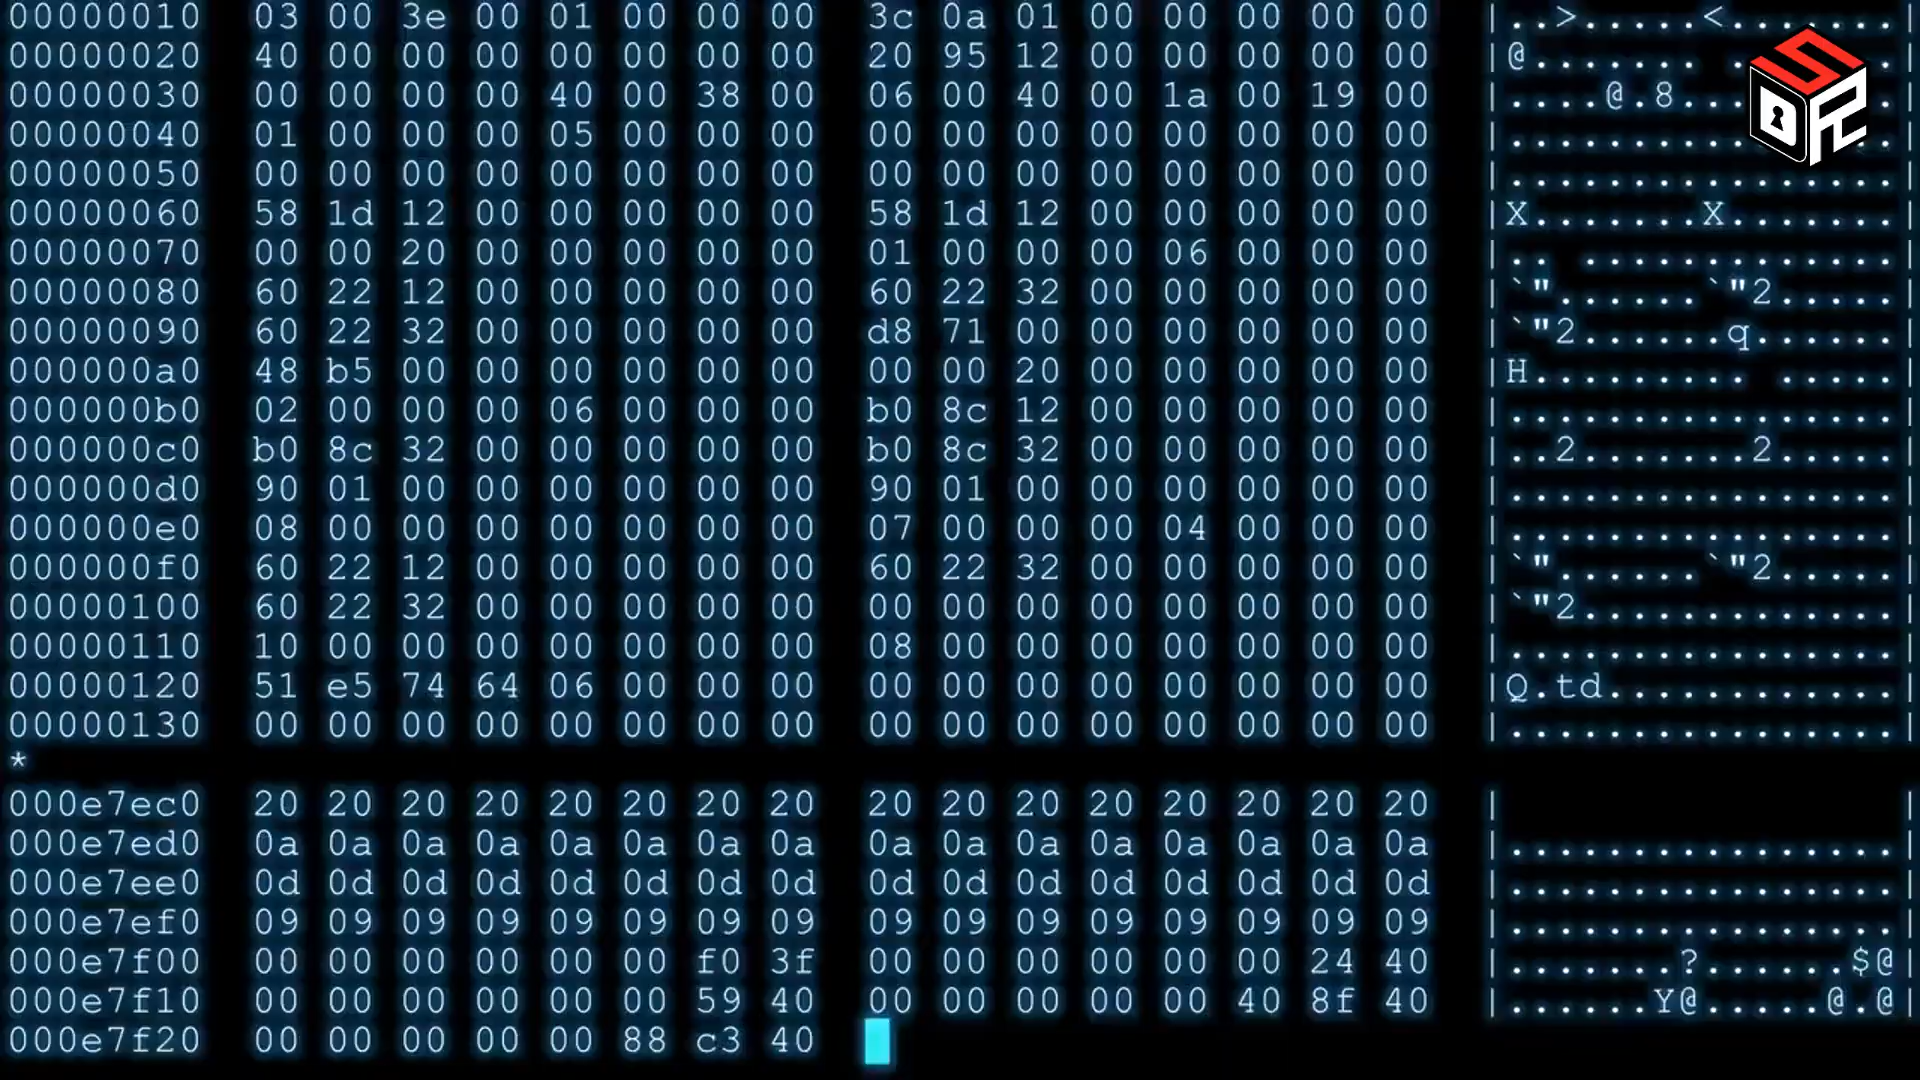 00000010 03 00 3e 00 01 00 00 00 3c 0a 01 00 00 00 00 00 |..>.....<.......|
00000020 40 00 00 00 00 00 00 00 20 95 12 00 00 00 00 00 |@....... .
00000030 00 00 00 00 40 00 38 00 06 00 40 00 1a 00 19 00 |....@.8...
00000040 01 00 00 00 05 00 00 00 00 00 00 00 00 00 00 00 |................|
00000050 00 00 00 00 00 00 00 00 00 00 00 00 00 00 00 00 |................|
00000060 58 1d 12 00 00 00 00 00 58 1d 12 00 00 00 00 00 |X.......X.......|
00000070 00 00 20 00 00 00 00 00 01 00 00 00 06 00 00 00 |.. .............|
00000080 60 22 12 00 00 00 00 00 60 22 32 00 00 00 00 00 |`"......`"2.....|
00000090 60 22 32 00 00 00 00 00 d8 71 00 00 00 00 00 00 |`"2......q......|
000000a0 48 b5 00 00 00 00 00 00 00 00 20 00 00 00 00 00 |H......... .....|
000000b0 02 00 00 00 06 00 00 00 b0 8c 12 00 00 00 00 00 |................|
000000c0 b0 8c 32 00 00 00 00 00 b0 8c 32 00 00 00 00 00 |..2.......2.....|
000000d0 90 01 00 00 00 00 00 00 90 01 00 00 00 00 00 00 |................|
000000e0 08 00 00 00 00 00 00 00 07 00 00 00 04 00 00 00 |................|
000000f0 60 22 12 00 00 00 00 00 60 22 32 00 00 00 00 00 |`"......`"2.....|
00000100 60 22 32 00 00 00 00 00 00 00 00 00 00 00 00 00 |`"2.............|
00000110 10 00 00 00 00 00 00 00 08 00 00 00 00 00 00 00 |................|
00000120 51 e5 74 64 06 00 00 00 00 00 00 00 00 00 00 00 |Q.td............|
00000130 00 00 00 00 00 00 00 00 00 00 00 00 00 00 00 00 |................|
*
000e7ec0 20 20 20 20 20 20 20 20 20 20 20 20 20 20 20 20 |                |
000e7ed0 0a 0a 0a 0a 0a 0a 0a 0a 0a 0a 0a 0a 0a 0a 0a 0a |................|
000e7ee0 0d 0d 0d 0d 0d 0d 0d 0d 0d 0d 0d 0d 0d 0d 0d 0d |................|
000e7ef0 09 09 09 09 09 09 09 09 09 09 09 09 09 09 09 09 |................|
000e7f00 00 00 00 00 00 00 f0 3f 00 00 00 00 00 00 24 40 |.......?......$@|
000e7f10 00 00 00 00 00 00 59 40 00 00 00 00 00 40 8f 40 |......Y@.....@.@|
000e7f20 00 00 00 00 00 88 c3 40